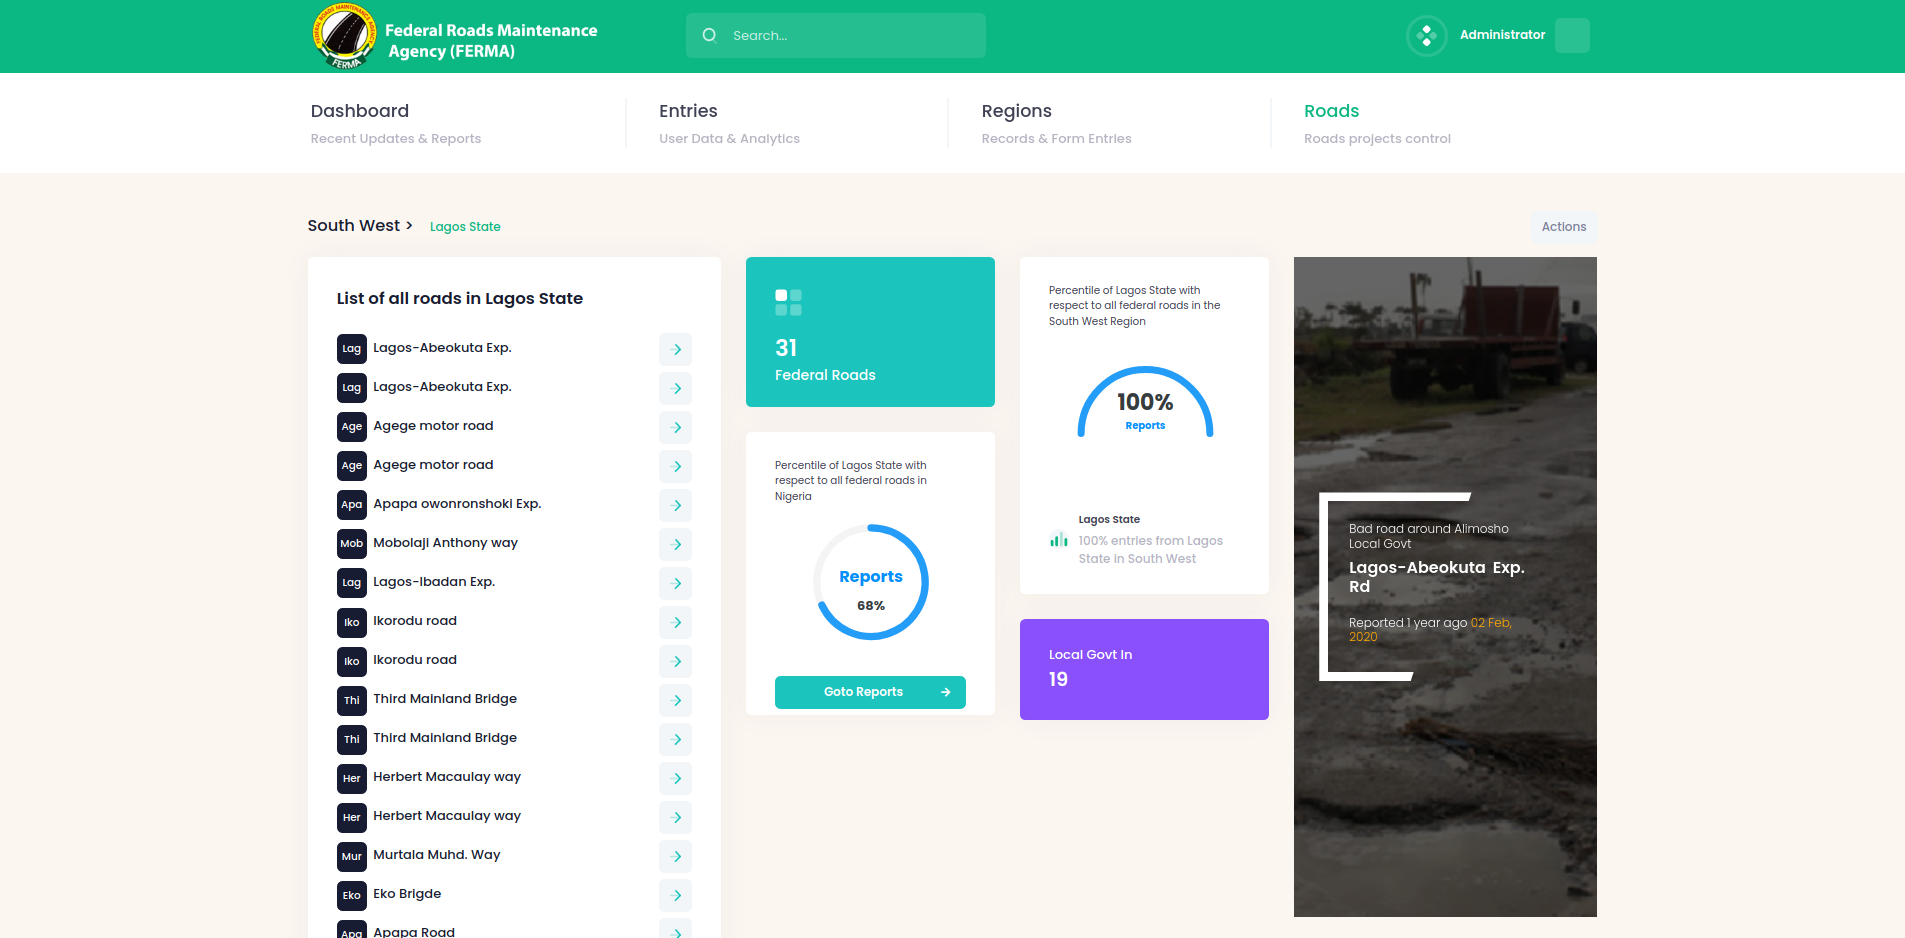 FEDERAL ROADS MAINTENANCE AGENCY
FERMA
Federal Roads Maintenance
Agency (FERMA)
Search...
Administrator
Dashboard
Recent Updates & Reports
Entries
User Data & Analytics
Regions
Records & Form Entries
Roads
Roads projects control
South West > Lagos State
Actions
List of all roads in Lagos State
Lag Lagos-Abeokuta Exp.
Lag Lagos-Abeokuta Exp.
Age Agege motor road
Age Agege motor road
Apa Apapa owonronshoki Exp.
Mob Mobolaji Anthony way
Lag Lagos-Ibadan Exp.
Iko Ikorodu road
Iko Ikorodu road
Thi Third Mainland Bridge
Thi Third Mainland Bridge
Her Herbert Macaulay way
Her Herbert Macaulay way
Mur Murtala Muhd. Way
Eko Eko Brigde
Apa Apapa Road
31
Federal Roads
Percentile of Lagos State with
respect to all federal roads in
Nigeria
Reports
68%
Goto Reports
Percentile of Lagos State with
respect to all federal roads in the
South West Region
100%
Reports
Lagos State
100% entries from Lagos
State in South West
Local Govt In
19
Bad road around Alimosho
Local Govt
Lagos-Abeokuta Exp.
Rd
Reported 1 year ago 02 Feb,
2020